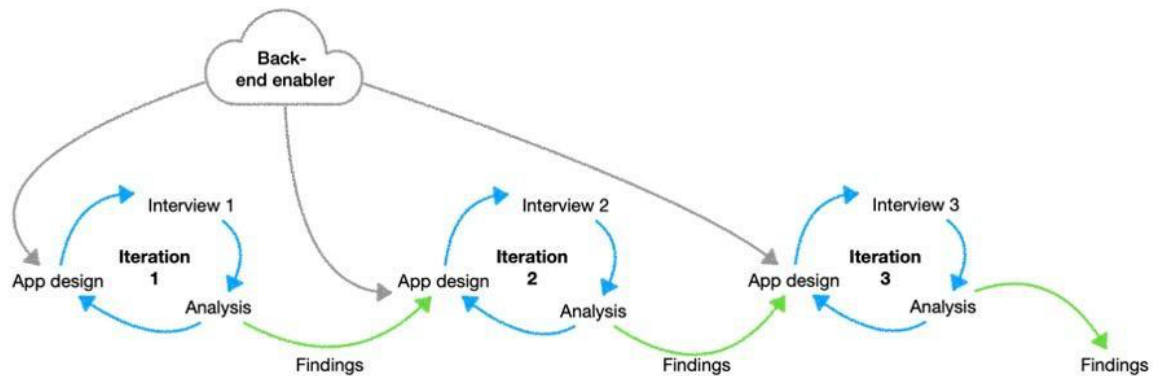 Back-
end enabler
Interview 1
Iteration
1
App design
Analysis
Findings
Interview 2
Iteration
2
App design
Analysis
Findings
Interview 3
Iteration
3
App design
Analysis
Findings